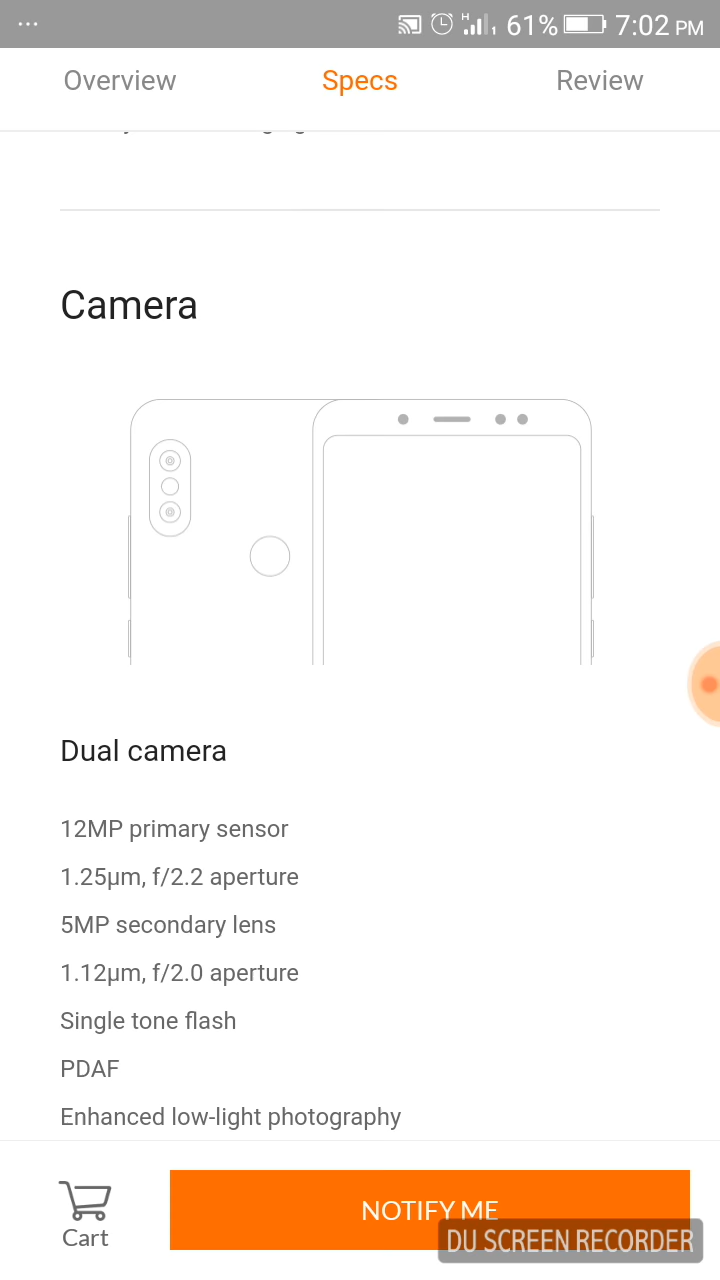 61% 7:02 PM
Overview Specs Review
Camera
Dual camera
12MP primary sensor
1.25µm, f/2.2 aperture
5MP secondary lens
1.12µm, f/2.0 aperture
Single tone flash
PDAF
Enhanced low-light photography
NOTIFY ME
Cart
DU SCREEN RECORDER